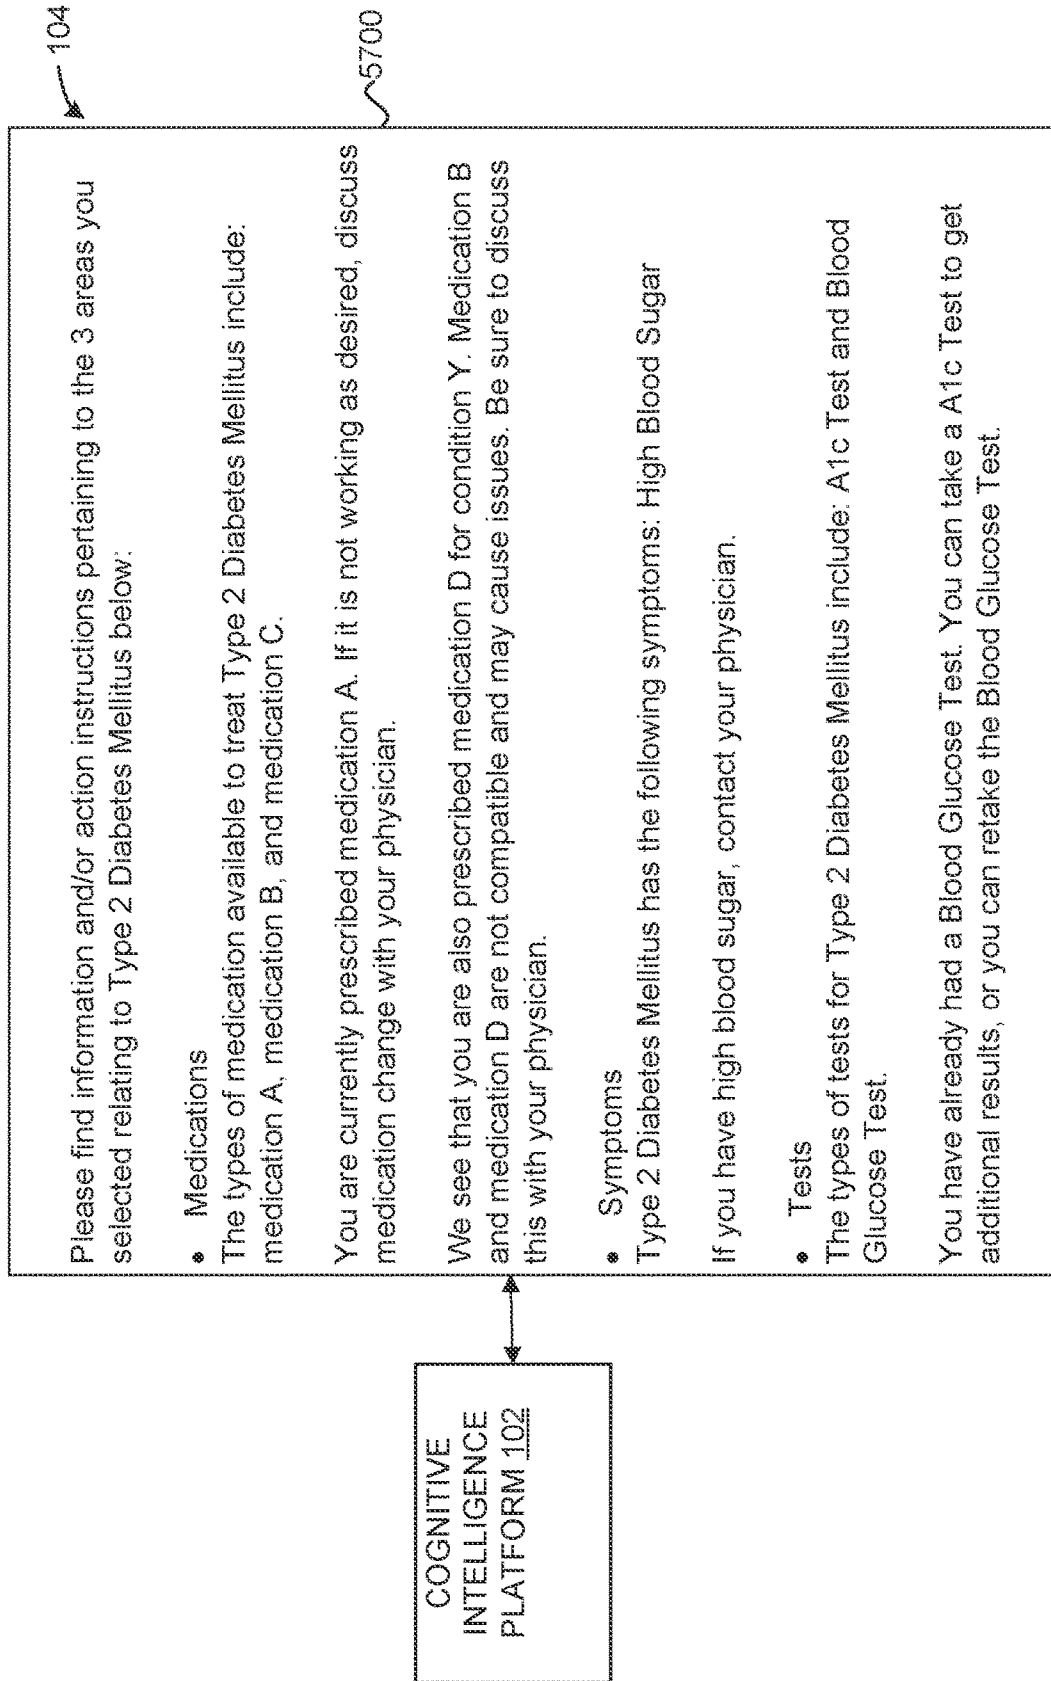 104
5700
Please find information and/or action instructions pertaining to the 3 areas you
selected relating to Type 2 Diabetes Mellitus below:
• Medications
The types of medication available to treat Type 2 Diabetes Mellitus include:
medication A, medication B, and medication C.
You are currently prescribed medication A. If it is not working as desired, discuss
medication change with your physician.
We see that you are also prescribed medication D for condition Y. Medication B
and medication D are not compatible and may cause issues. Be sure to discuss
this with your physician.
• Symptoms
Type 2 Diabetes Mellitus has the following symptoms: High Blood Sugar
If you have high blood sugar, contact your physician.
• Tests
The types of tests for Type 2 Diabetes Mellitus include: A1c Test and Blood
Glucose Test.
You have already had a Blood Glucose Test. You can take a A1c Test to get
additional results, or you can retake the Blood Glucose Test.
COGNITIVE
INTELLIGENCE
PLATFORM 102